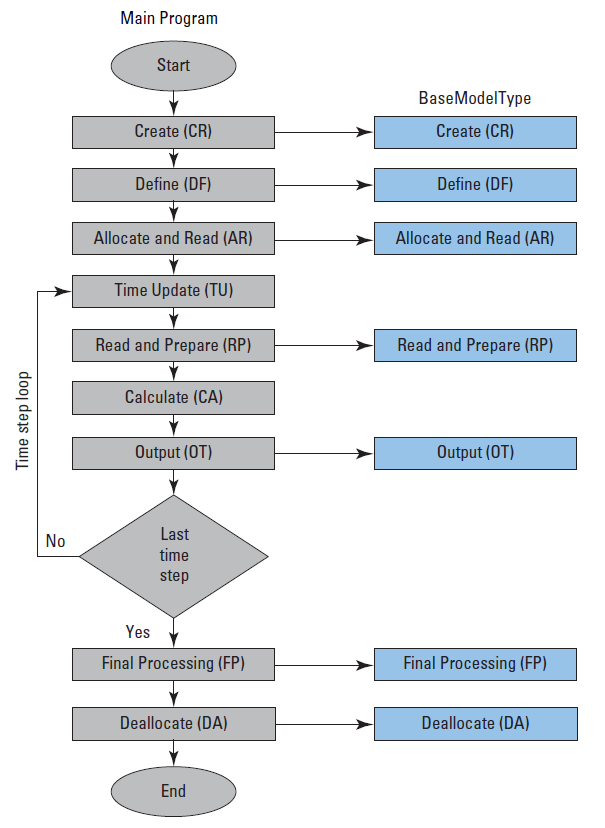 Main Program
Start
BaseModelType
Create (CR)
Create (CR)
Define (DF)
Define (DF)
Allocate and Read (AR)
Allocate and Read (AR)
Time Update (TU)
Read and Prepare (RP)
Read and Prepare (RP)
Calculate (CA)
Time step loop
Output (OT)
Output (OT)
Last
time
step
No
Yes
Final Processing (FP)
Final Processing (FP)
Deallocate (DA)
Deallocate (DA)
End